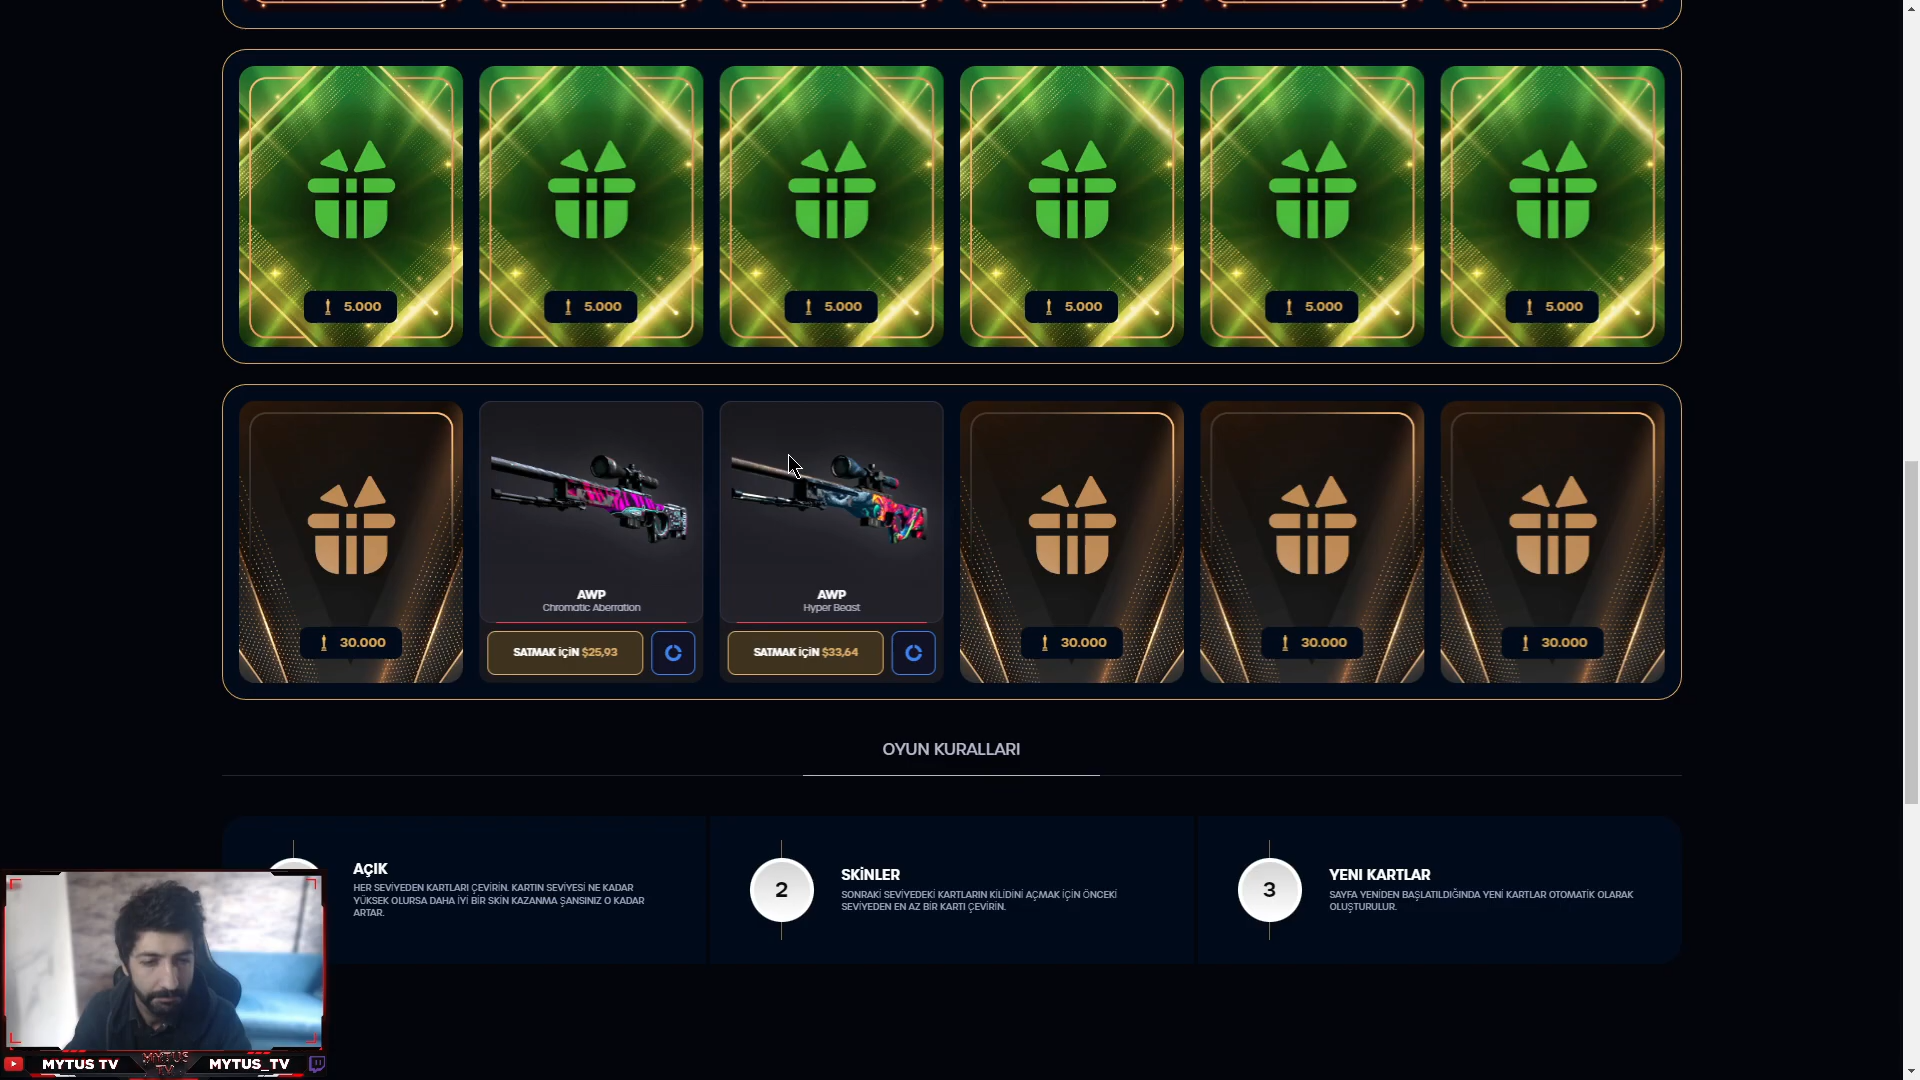 5.000
5.000
5.000
5.000
5.000
5.000
AWP
Chromatic Aberration
AWP
Hyper Beast
30.000
SATMAK İÇİN $25,93
SATMAK İÇİN $33,64
30.000
30.000
30.000
OYUN KURALLARI
AÇIK
HER SEVİYEDEN KARTLARI ÇEVİRİN. KARTIN SEVİYESİ NE KADAR
YÜKSEK OLURSA DAHA İYİ BİR SKİN KAZANMA ŞANSINIZ O KADAR
ARTAR.
2
SKİNLER
SONRAKİ SEVİYEDEKİ KARTLARIN KİLİDİNİ AÇMAK İÇİN ÖNCEKİ
SEVİYEDEN EN AZ BİR KARTI ÇEVİRİN.
3
YENI KARTLAR
SAYFA YENİDEN BAŞLATILDIĞINDA YENİ KARTLAR OTOMATİK OLARAK
OLUŞTURULUR.
MYTUS TV
MYTUS
TV
MYTUS_TV